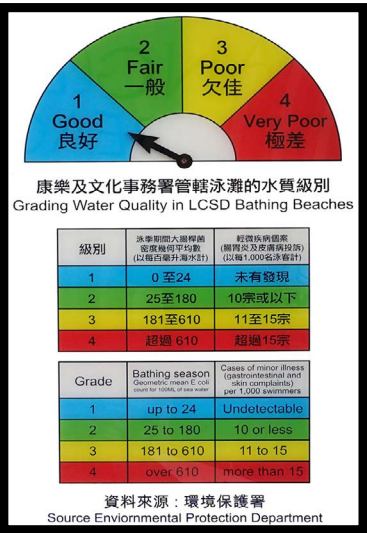 2
Fair
一般
3
Poor
欠佳
1
Good
良好
4
Very Poor
極差
康樂及文化事務署管轄泳灘的水質級別
Grading Water Quality in LCSD Bathing Beaches
級別 泳季期間大腸桿菌密度幾何平均數(以每百毫升海水計) 輕微疾病個案(腸胃炎及皮膚病投訴)(以每1,000名泳客計)
1 0 至24 未有發現
2 25至180 10宗或以下
3 181至610 11至15宗
4 超過 610 超過15宗
Grade Bathing season Geometric mean E coli count for 100ML of sea water Cases of minor illness (gastrointestinal and skin complaints) per 1,000 swimmers
1 up to 24 Undetectable
2 25 to 180 10 or less
3 181 to 610 11 to 15
4 over 610 more than 15
資料來源：環境保護署
Source Enviornmental Protection Department